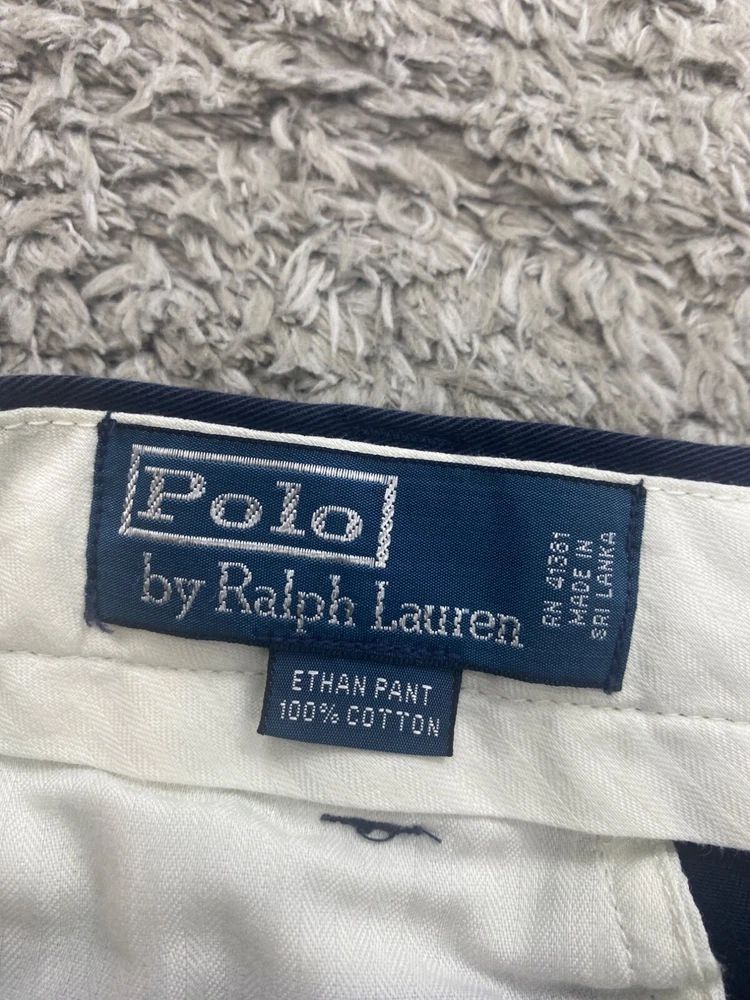 Polo
by Ralph Lauren
RN 41381
MADE IN
SRI LANKA
ETHAN PANT
100% COTTON